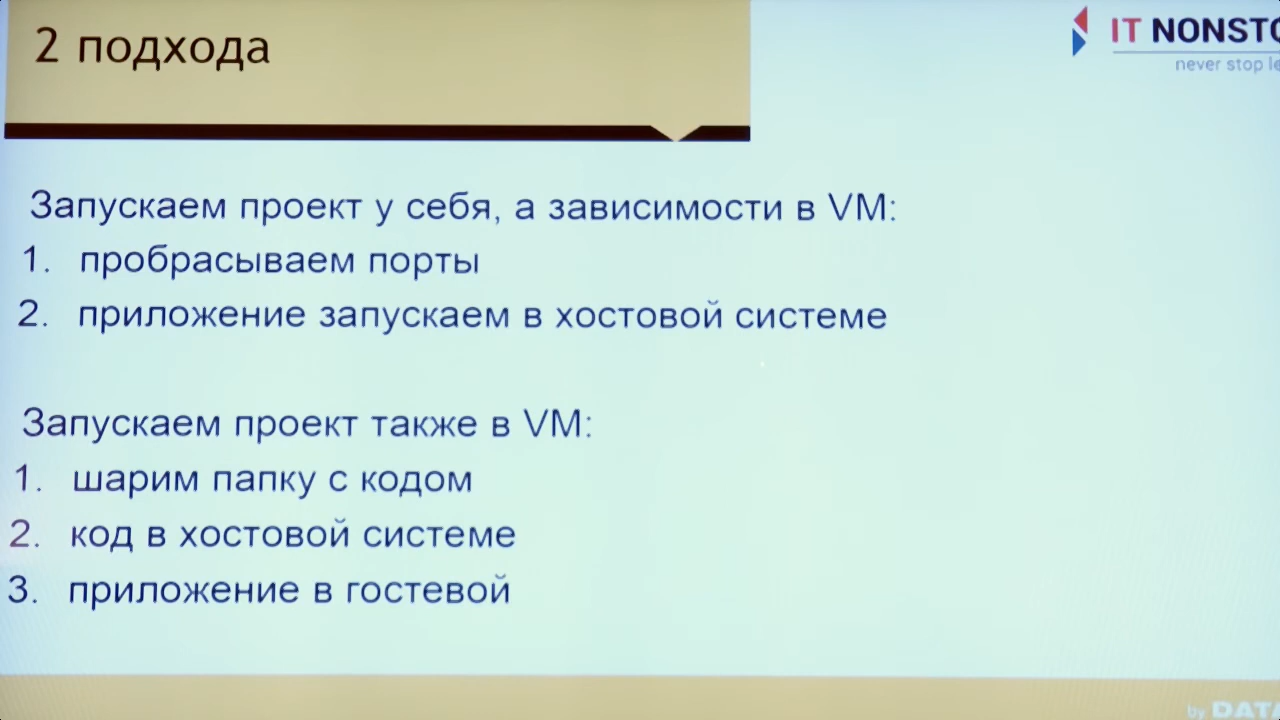 2 подхода
IT NONSTO
never stop le
Запускаем проект у себя, а зависимости в VM:
1. пробрасываем порты
2. приложение запускаем в хостовой системе
Запускаем проект также в VM:
1. шарим папку с кодом
2. код в хостовой системе
3. приложение в гостевой
by DATA